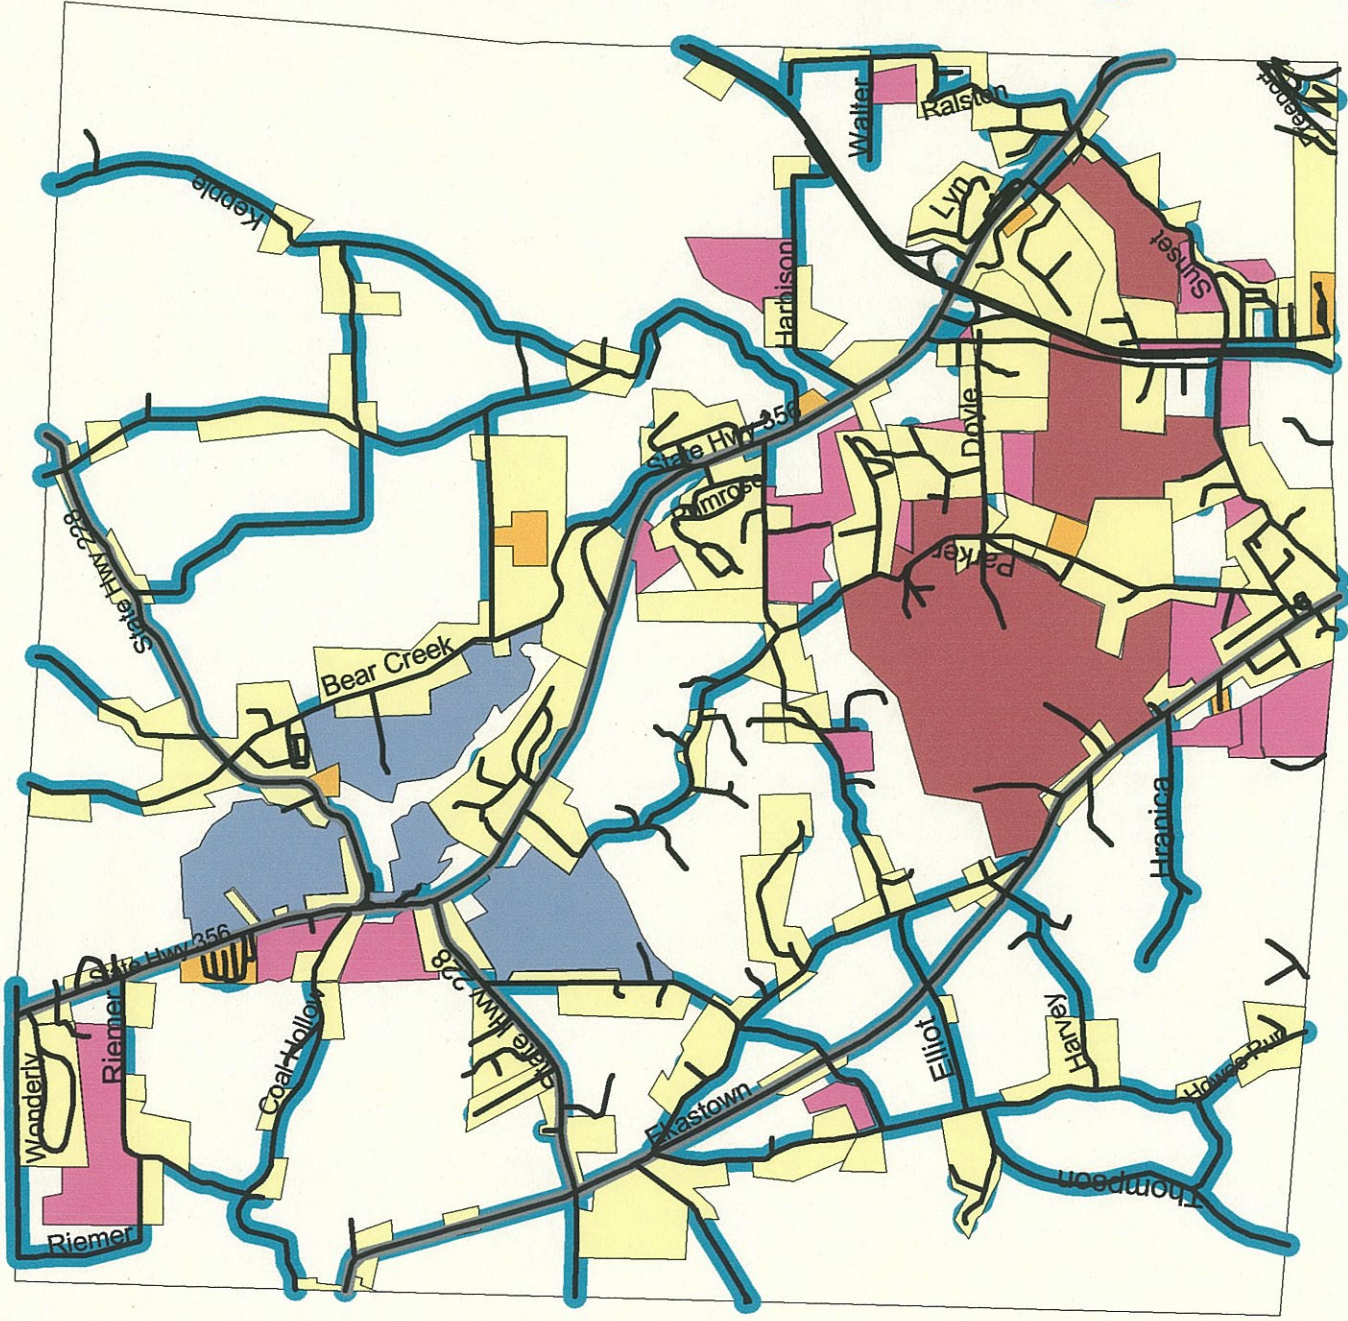 Walter
Ralston
Freeport
Kepple
Lyn
Sunset
Harbison
Doyle
State Hwy 356
Primrose
State Hwy 228
Parker
Bear Creek
Hranica
State Hwy 356
State Hwy 228
Riemer
Coal Hollow
Wonderly
Elliot
Harvey
Howes Run
Ekastown
Thompson
Riemer